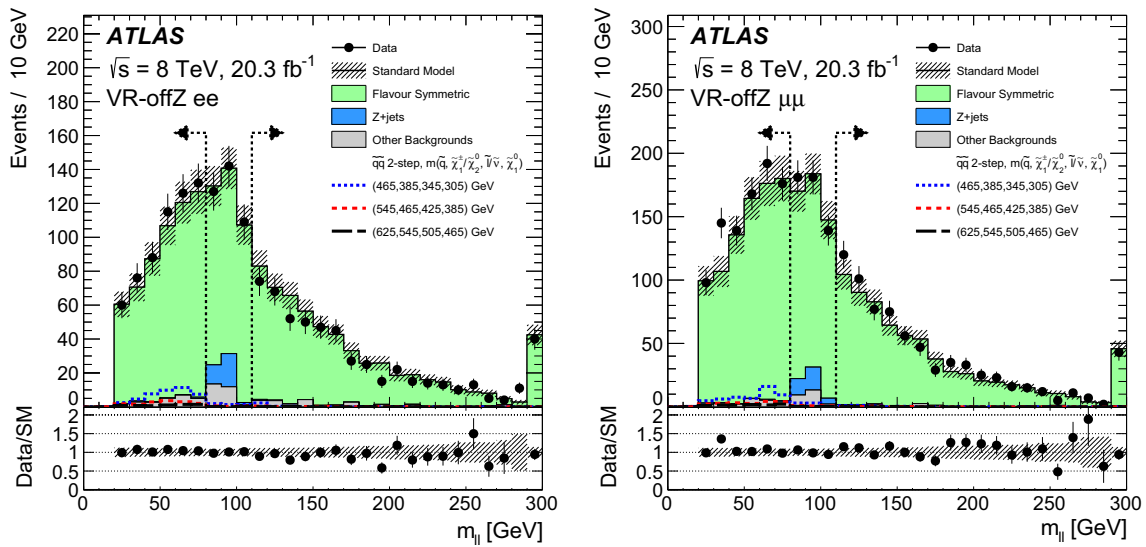 ATLAS
√s = 8 TeV, 20.3 fb⁻¹
VR-offZ ee
Data
Standard Model
Flavour Symmetric
Z+jets
Other Backgrounds
q̃q̃ 2-step, m(q̃, χ̃₁±/χ̃₂⁰, l̃/ν̃, χ̃₁⁰)
(465,385,345,305) GeV
(545,465,425,385) GeV
(625,545,505,465) GeV
Events / 10 GeV
220
200
180
160
140
120
100
80
60
40
20
0
Data/SM
2
1.5
1
0.5
0
0 50 100 150 200 250 300
m_ll [GeV]
ATLAS
√s = 8 TeV, 20.3 fb⁻¹
VR-offZ μμ
Data
Standard Model
Flavour Symmetric
Z+jets
Other Backgrounds
q̃q̃ 2-step, m(q̃, χ̃₁±/χ̃₂⁰, l̃/ν̃, χ̃₁⁰)
(465,385,345,305) GeV
(545,465,425,385) GeV
(625,545,505,465) GeV
Events / 10 GeV
300
250
200
150
100
50
0
Data/SM
2
1.5
1
0.5
0
0 50 100 150 200 250 300
m_ll [GeV]